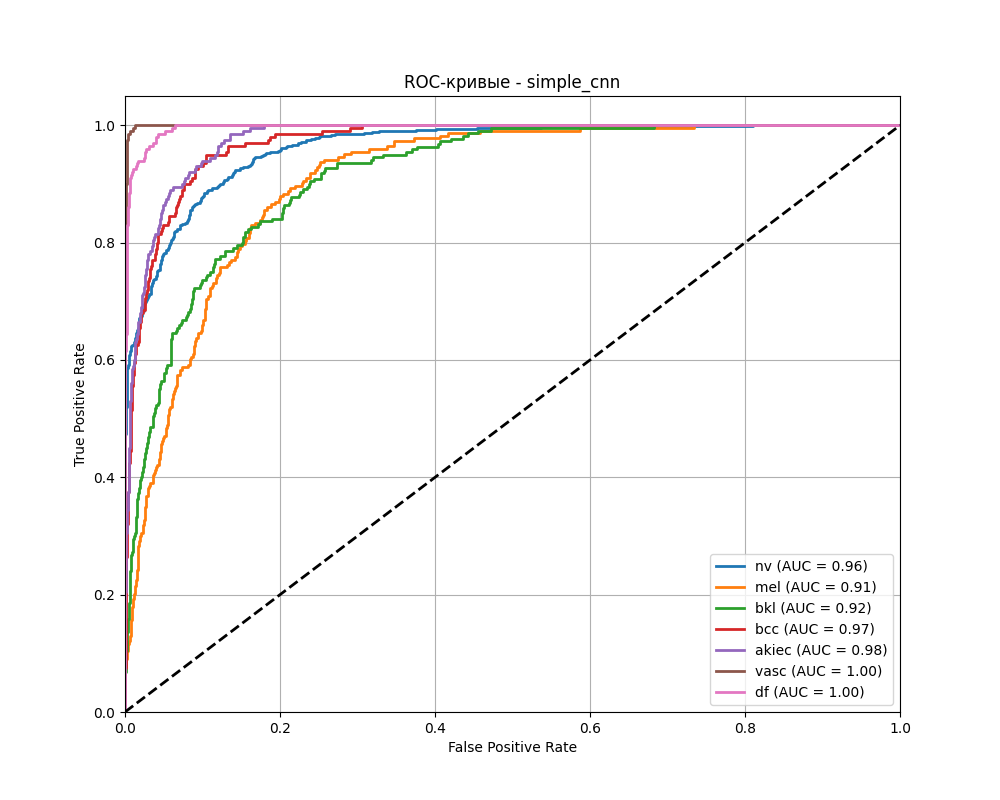 ROC-кривые - simple_cnn
True Positive Rate
1.0
0.8
0.6
0.4
0.2
0.0
0.0 0.2 0.4 0.6 0.8 1.0
False Positive Rate
nv (AUC = 0.96)
mel (AUC = 0.91)
bkl (AUC = 0.92)
bcc (AUC = 0.97)
akiec (AUC = 0.98)
vasc (AUC = 1.00)
df (AUC = 1.00)